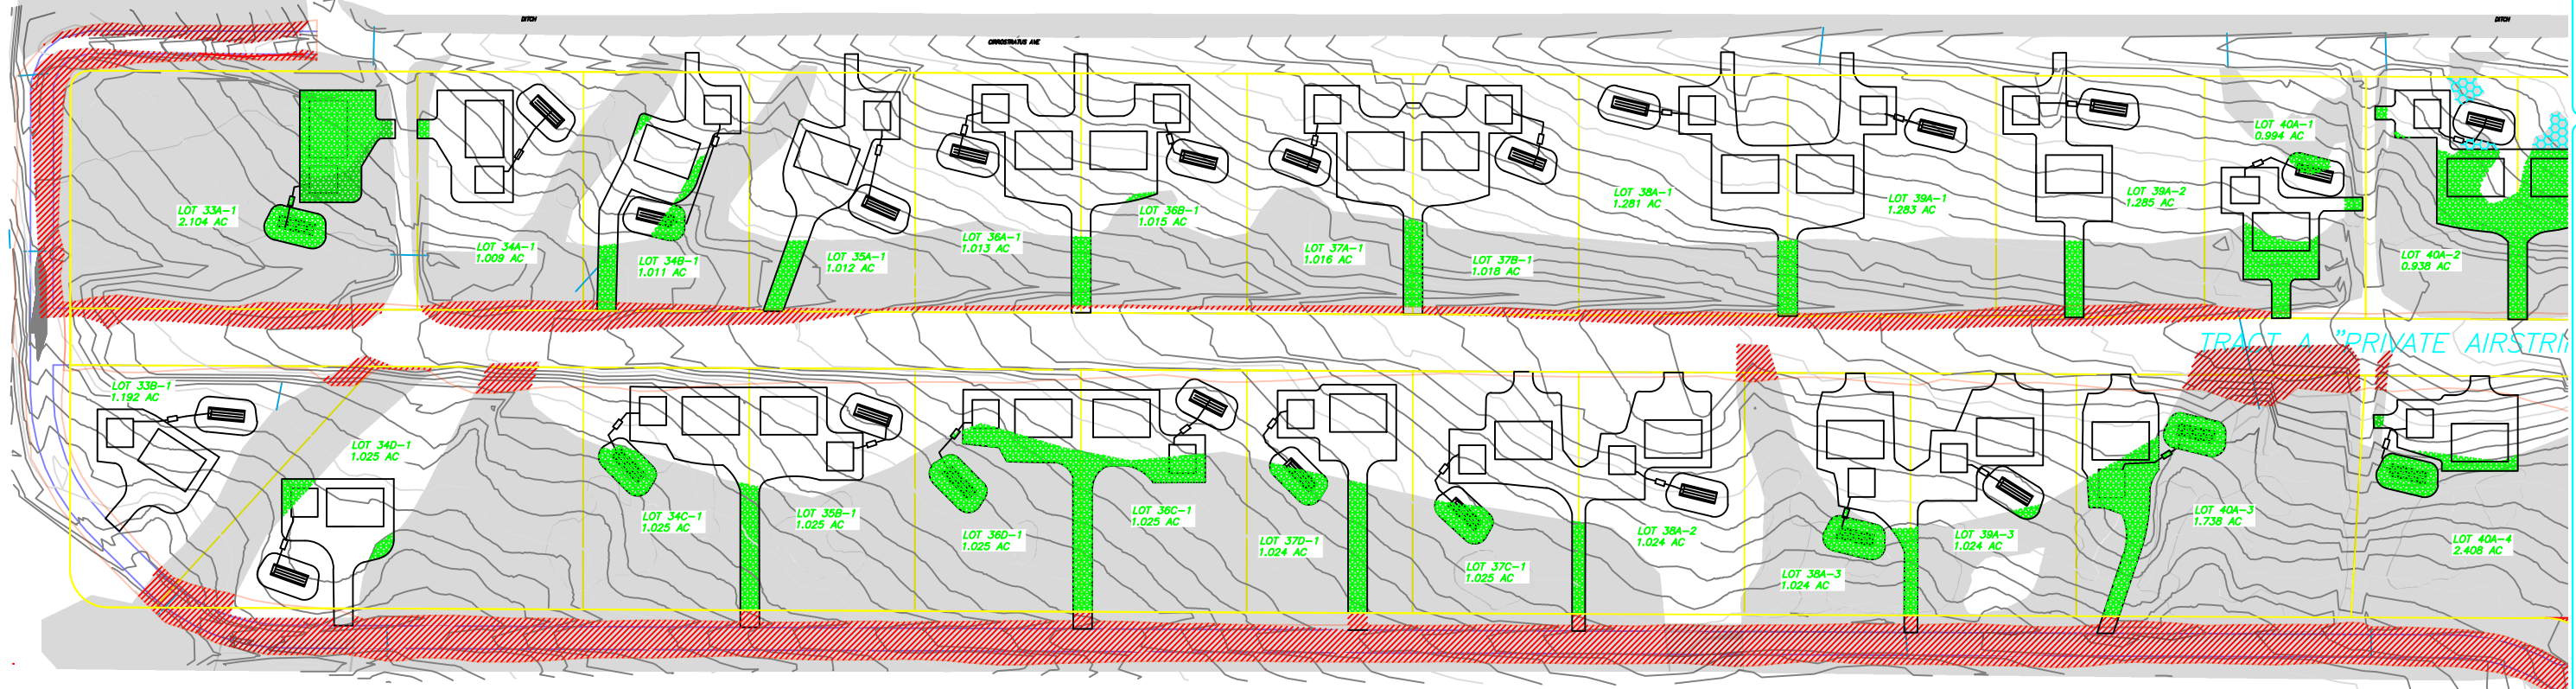 DITCH
DITCH
CIRROSTRATUS AVE
LOT 33A-1
2.104 AC
LOT 34A-1
1.009 AC
LOT 34B-1
1.011 AC
LOT 35A-1
1.012 AC
LOT 36A-1
1.013 AC
LOT 36B-1
1.015 AC
LOT 37A-1
1.016 AC
LOT 37B-1
1.018 AC
LOT 38A-1
1.281 AC
LOT 39A-1
1.283 AC
LOT 39A-2
1.285 AC
LOT 40A-1
0.994 AC
LOT 40A-2
0.938 AC
TRACT A "PRIVATE AIRSTRI
LOT 33B-1
1.192 AC
LOT 34D-1
1.025 AC
LOT 34C-1
1.025 AC
LOT 35B-1
1.025 AC
LOT 36D-1
1.025 AC
LOT 36C-1
1.025 AC
LOT 37D-1
1.024 AC
LOT 37C-1
1.025 AC
LOT 38A-2
1.024 AC
LOT 38A-3
1.024 AC
LOT 39A-3
1.024 AC
LOT 40A-3
1.738 AC
LOT 40A-4
2.408 AC